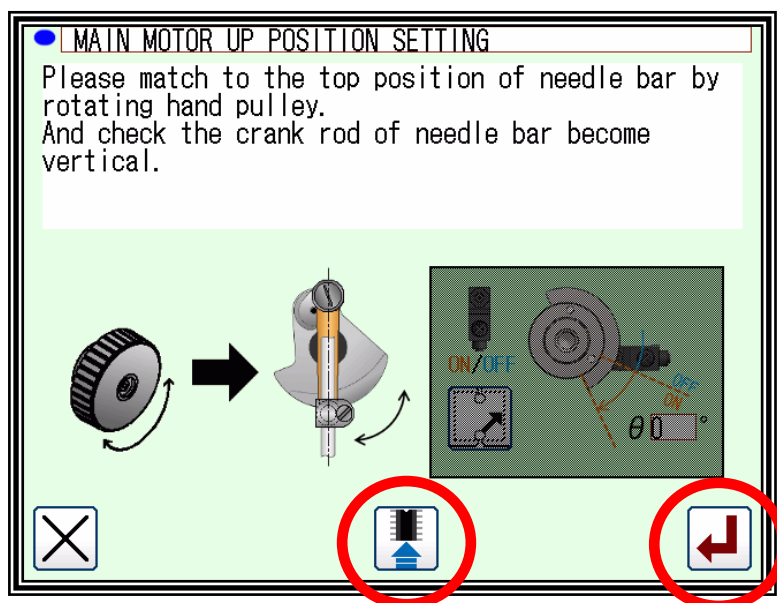 MAIN MOTOR UP POSITION SETTING
Please match to the top position of needle bar by
rotating hand pulley.
And check the crank rod of needle bar become
vertical.
ON/OFF
OFF
ON
θ 0 °